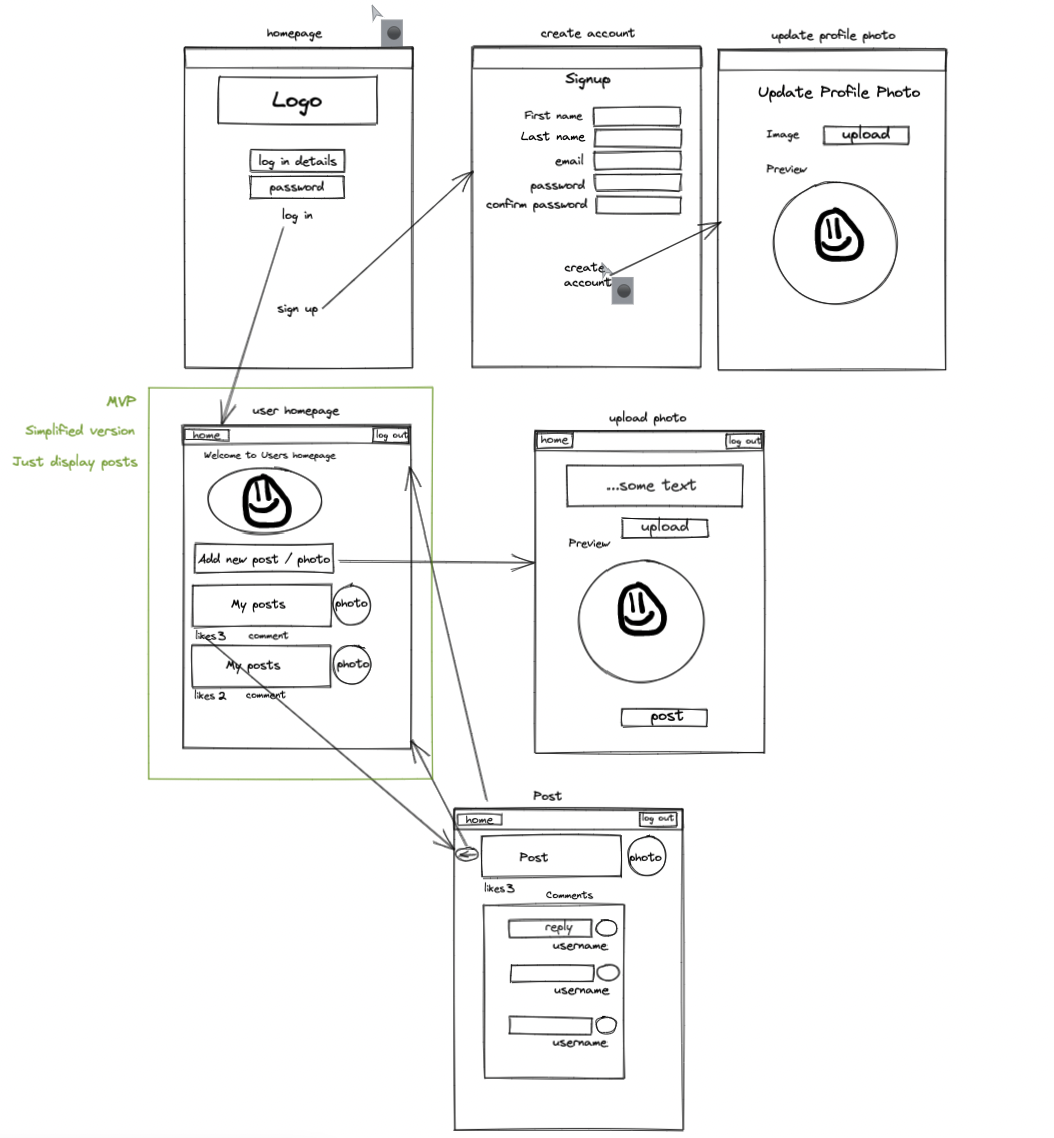 homepage
Logo
log in details
password
log in
sign up
create account
Signup
First name
Last name
email
password
confirm password
create
account
update profile photo
Update Profile Photo
Image
upload
Preview
MVP
Simplified version
Just display posts
user homepage
home
log out
Welcome to Users homepage
Add new post / photo
My posts
photo
likes 3
comment
My posts
photo
likes 2
comment
upload photo
home
log out
...some text
upload
Preview
post
Post
home
log out
Post
photo
likes 3
Comments
reply
username
username
username